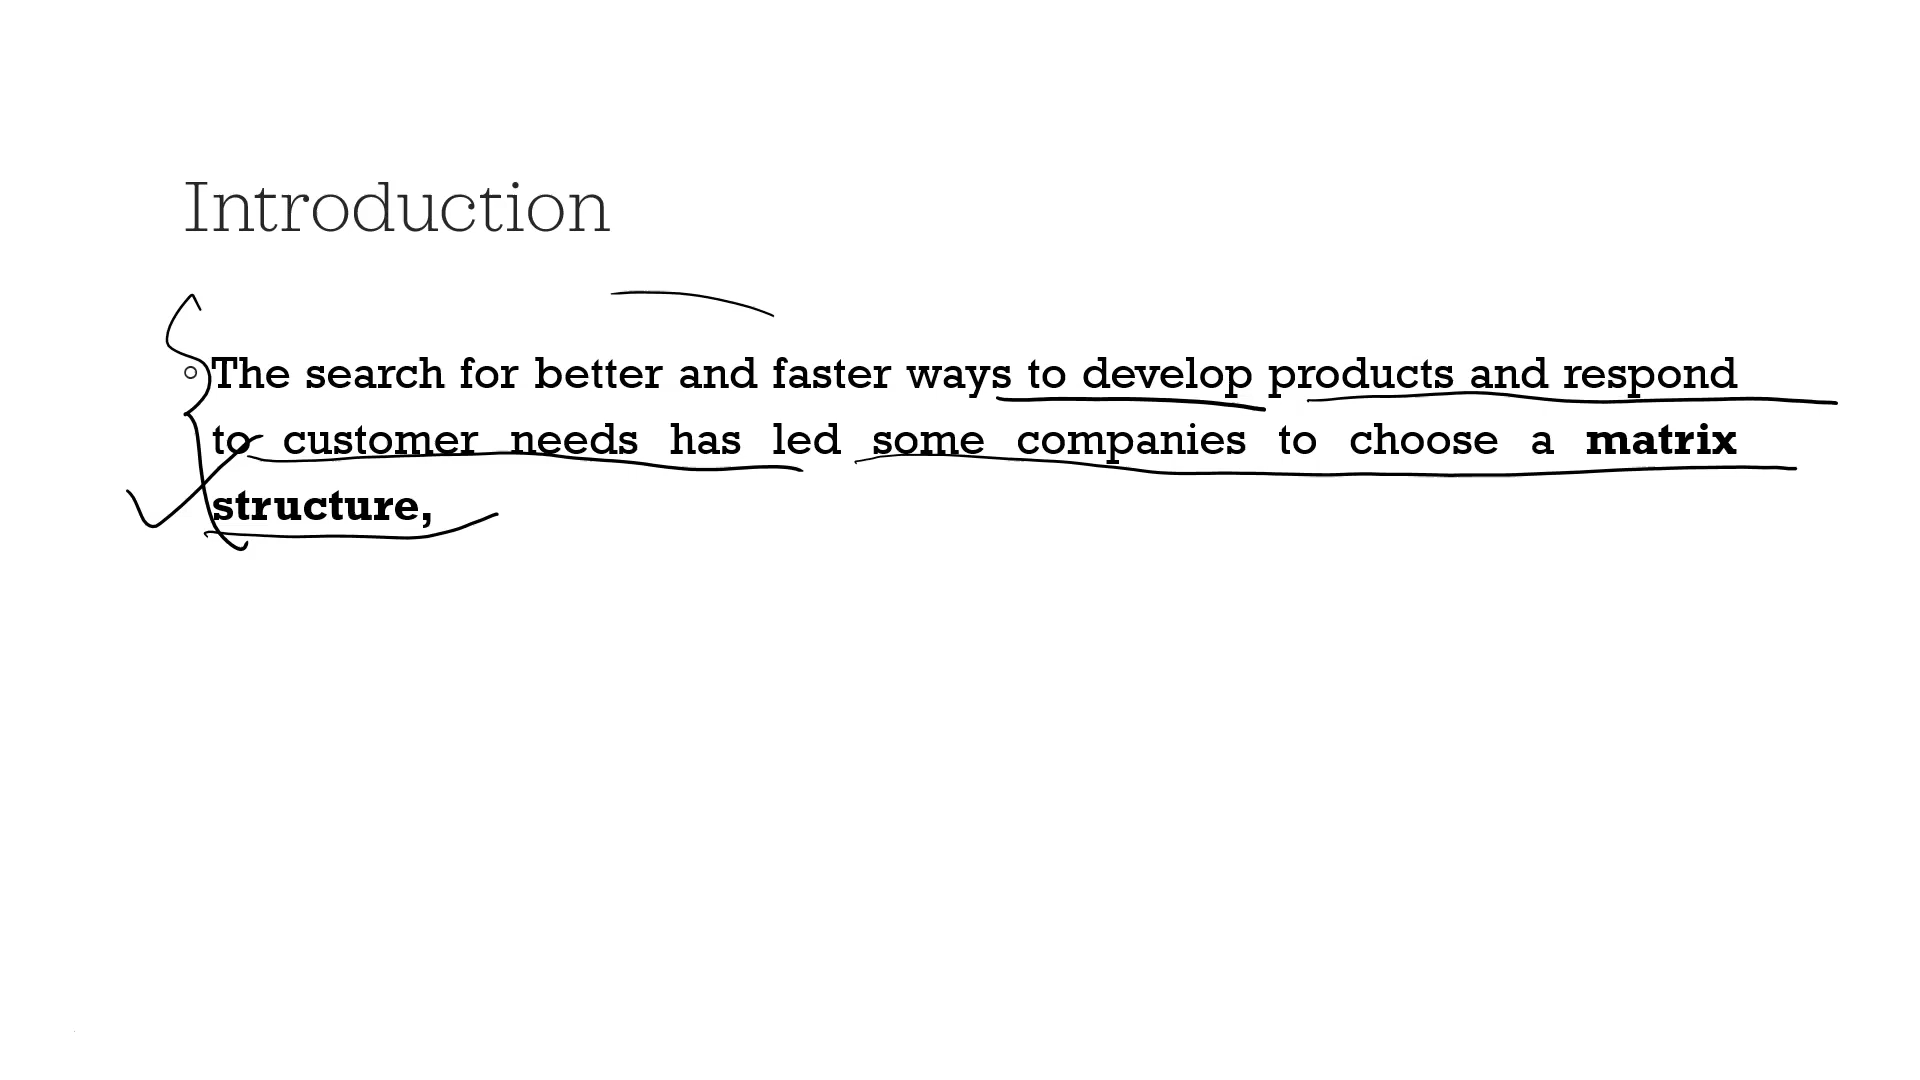 Introduction
The search for better and faster ways to develop products and respond
to customer needs has led some companies to choose a matrix
structure,